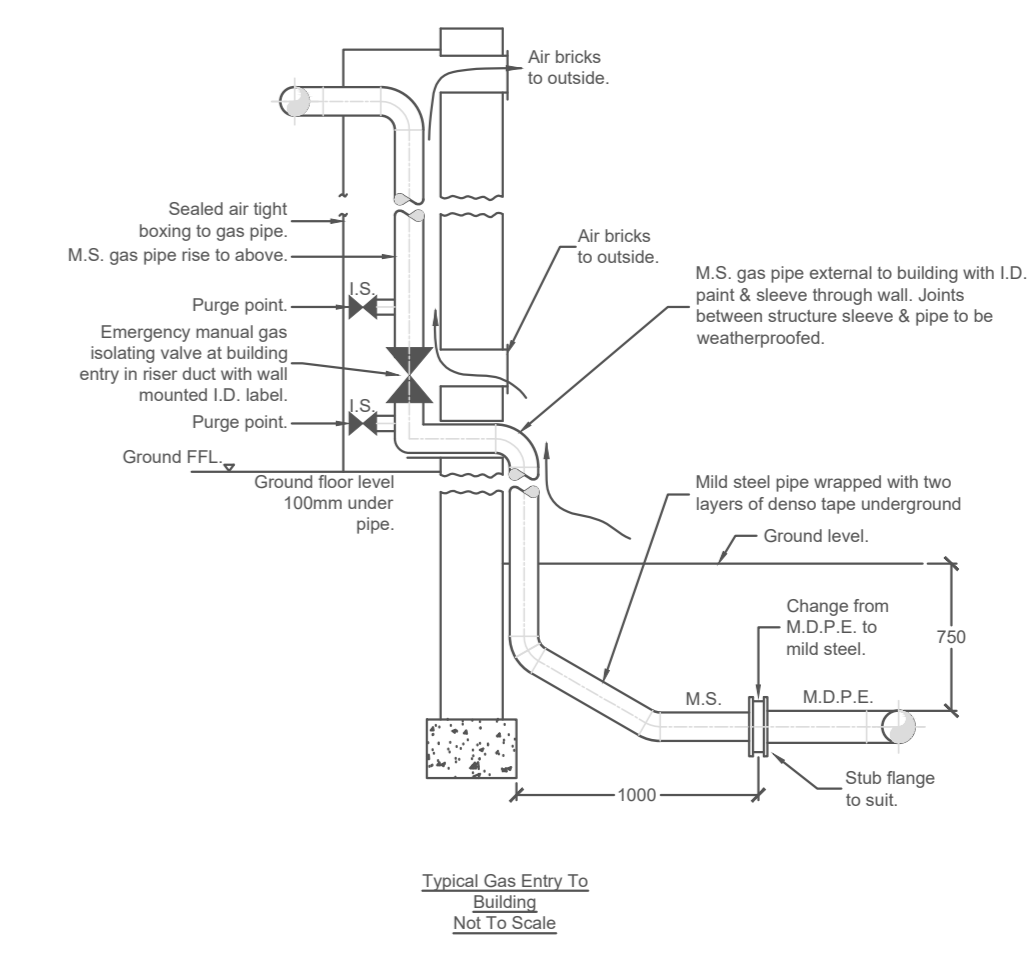 Air bricks
to outside.
Sealed air tight
boxing to gas pipe.
M.S. gas pipe rise to above.
Air bricks
to outside.
M.S. gas pipe external to building with I.D.
paint & sleeve through wall. Joints
between structure sleeve & pipe to be
weatherproofed.
I.S.
Purge point.
Emergency manual gas
isolating valve at building
entry in riser duct with wall
mounted I.D. label.
I.S.
Purge point.
Ground FFL.
Ground floor level
100mm under
pipe.
Mild steel pipe wrapped with two
layers of denso tape underground
Ground level.
Change from
M.D.P.E. to
mild steel.
750
M.S.
M.D.P.E.
Stub flange
to suit.
1000
Typical Gas Entry To
Building
Not To Scale